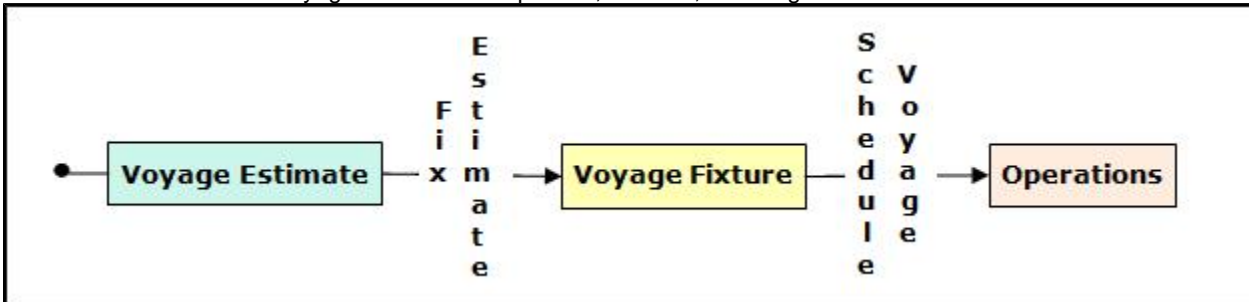 Voyage Estimate
Fix
Estimate
Voyage Fixture
Schedule
Voyage
Operations